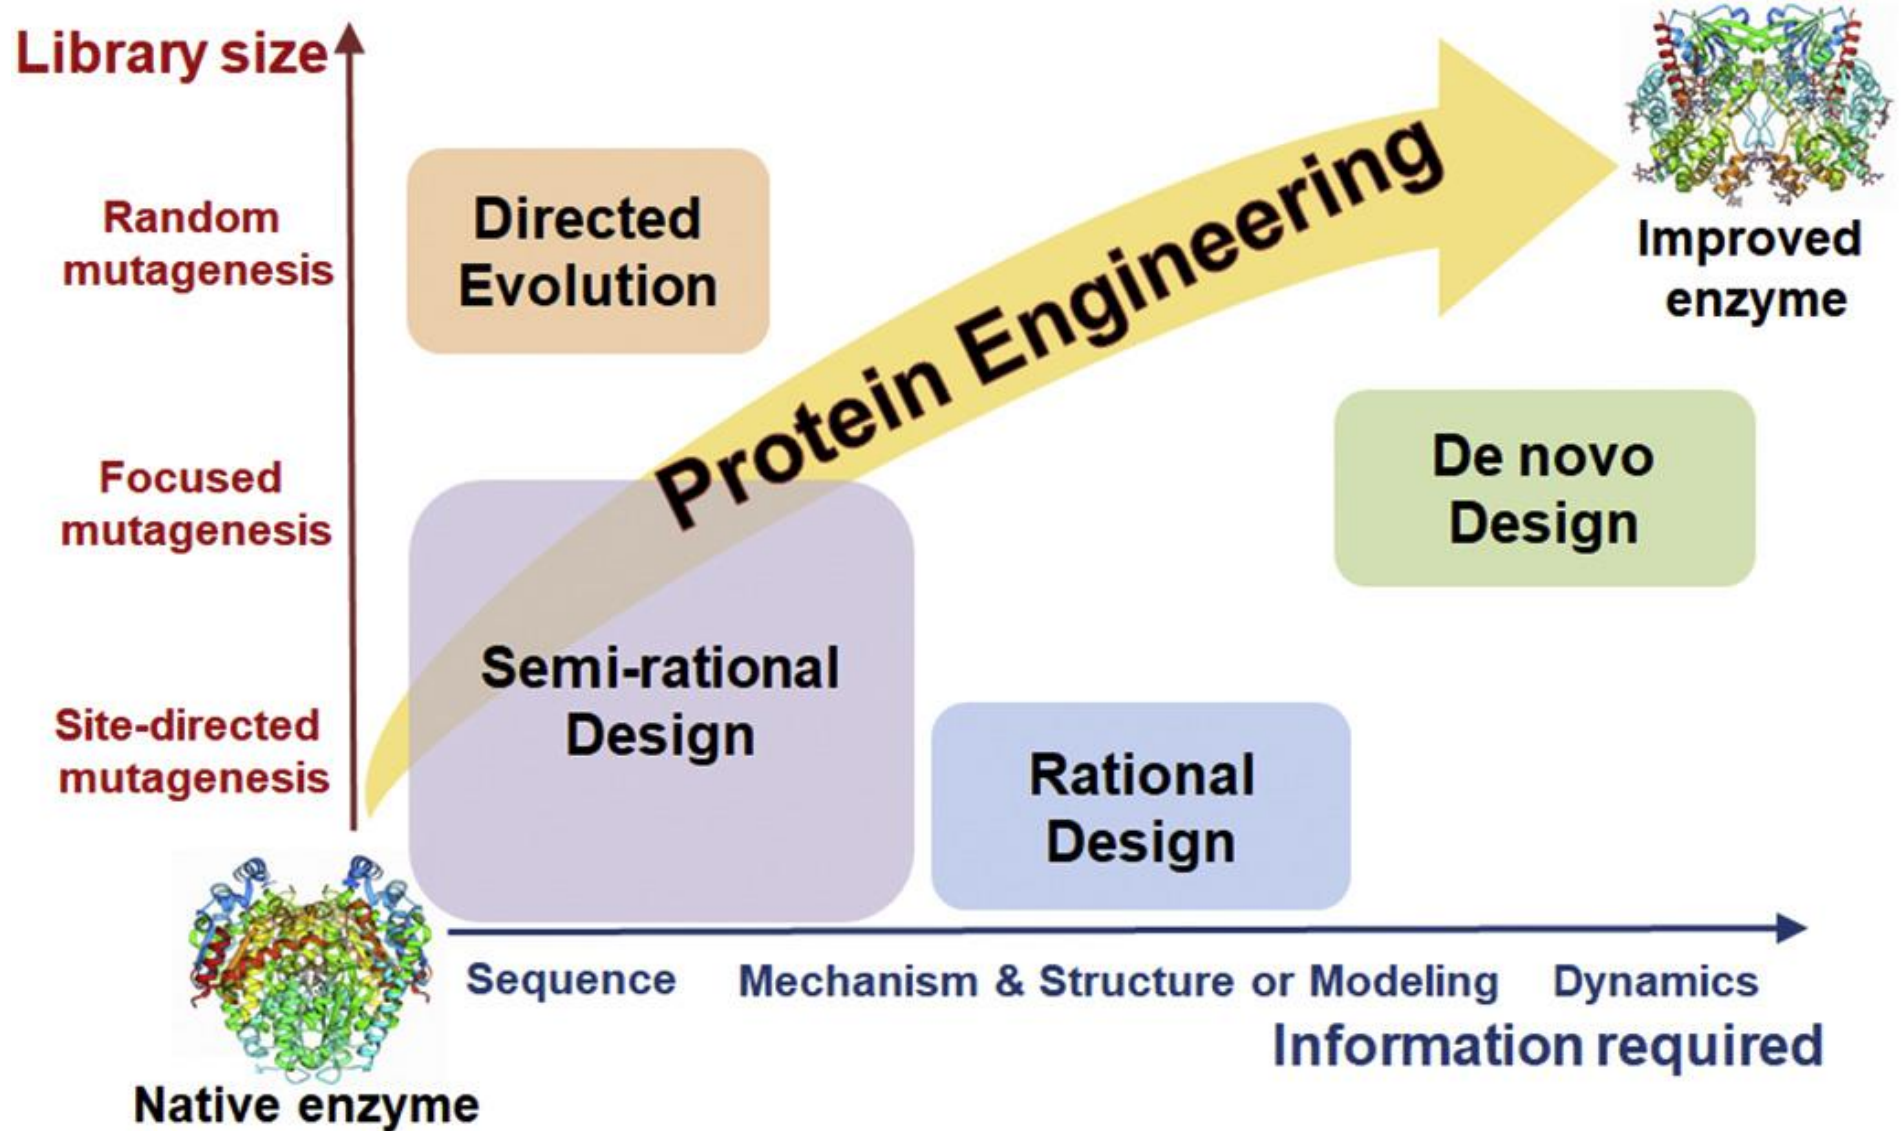 Library size
Random
mutagenesis
Directed
Evolution
Protein Engineering
Improved
enzyme
Focused
mutagenesis
De novo
Design
Semi-rational
Design
Site-directed
mutagenesis
Rational
Design
Sequence
Mechanism & Structure or Modeling
Dynamics
Information required
Native enzyme